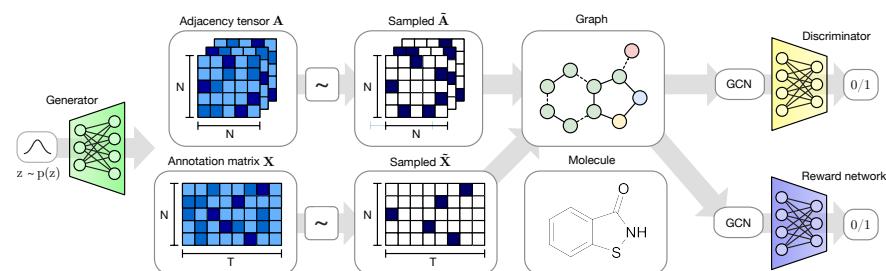 Adjacency tensor A
Sampled Ã
Graph
Discriminator
N
N
N
N
~
GCN
0/1
Generator
z ~ p(z)
Annotation matrix X
Sampled X̃
Molecule
Reward network
N
T
~
N
T
O
NH
S
GCN
0/1